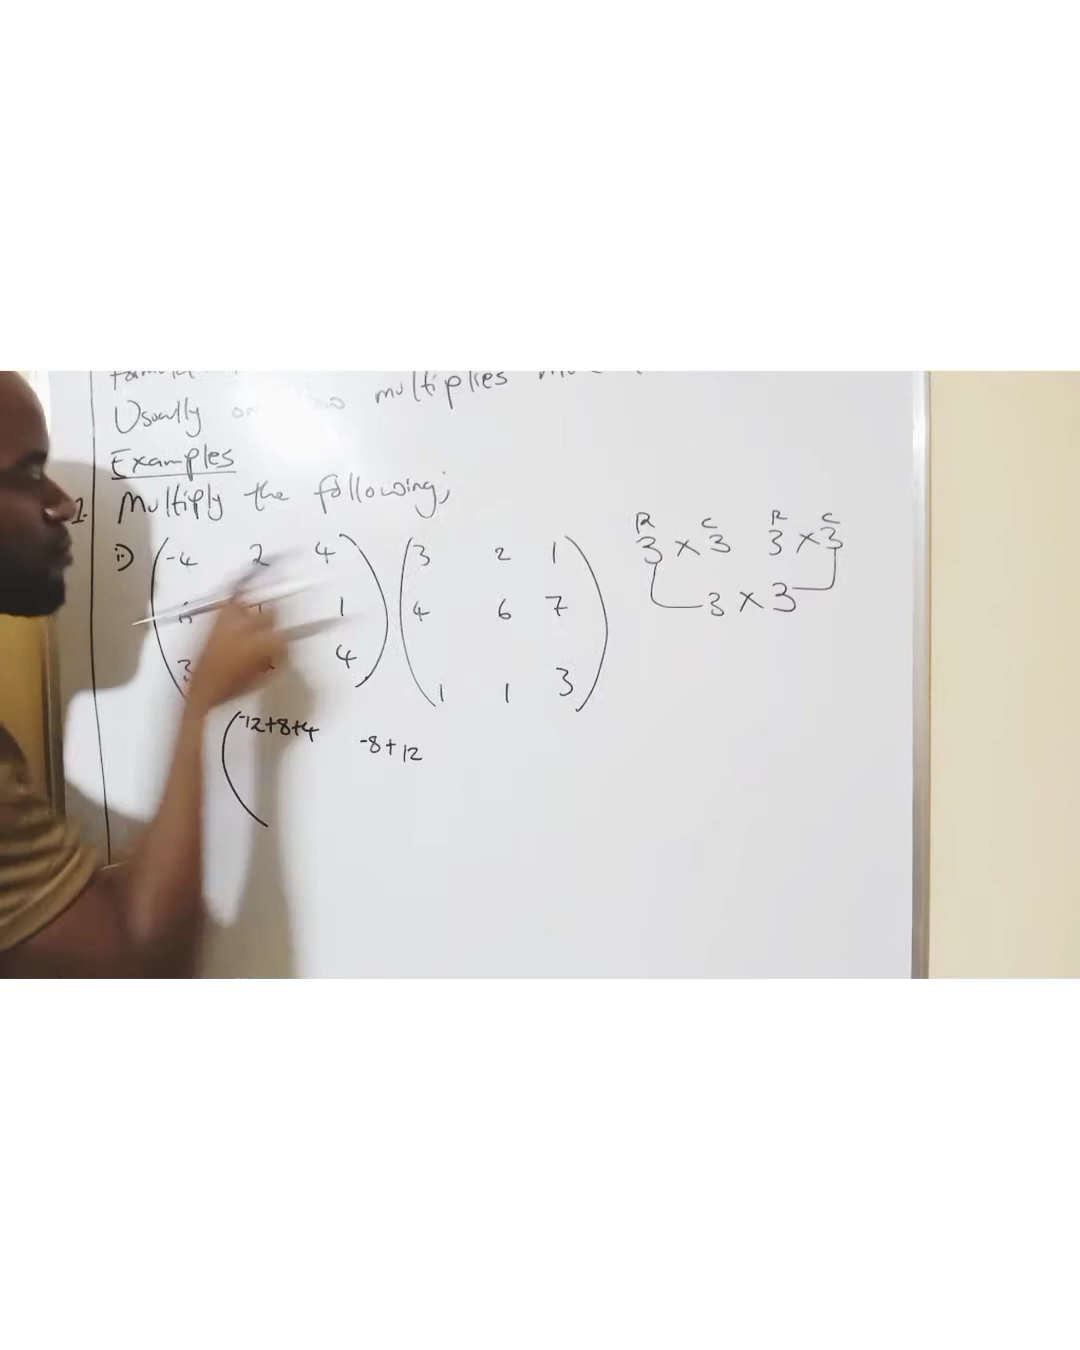 Usually multiplies
Examples
1. Multiply the following;
i) (-4 2 4) (3 2 1)
1 4 6 7
3 4 1 1 3
R C R C
3 × 3 3 × 3
3 × 3
(-12+8+4 -8+12